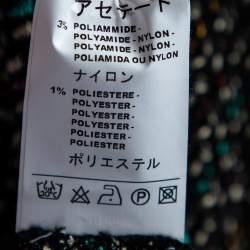 アセテート
3% POLIAMMIDE -
POLYAMIDE - NYLON -
POLYAMIDE - NYLON -
POLIAMIDA OU NYLON
ナイロン
1% POLIESTERE -
POLYESTER -
POLYESTER -
POLIESTER -
POLIESTER
ポリエステル